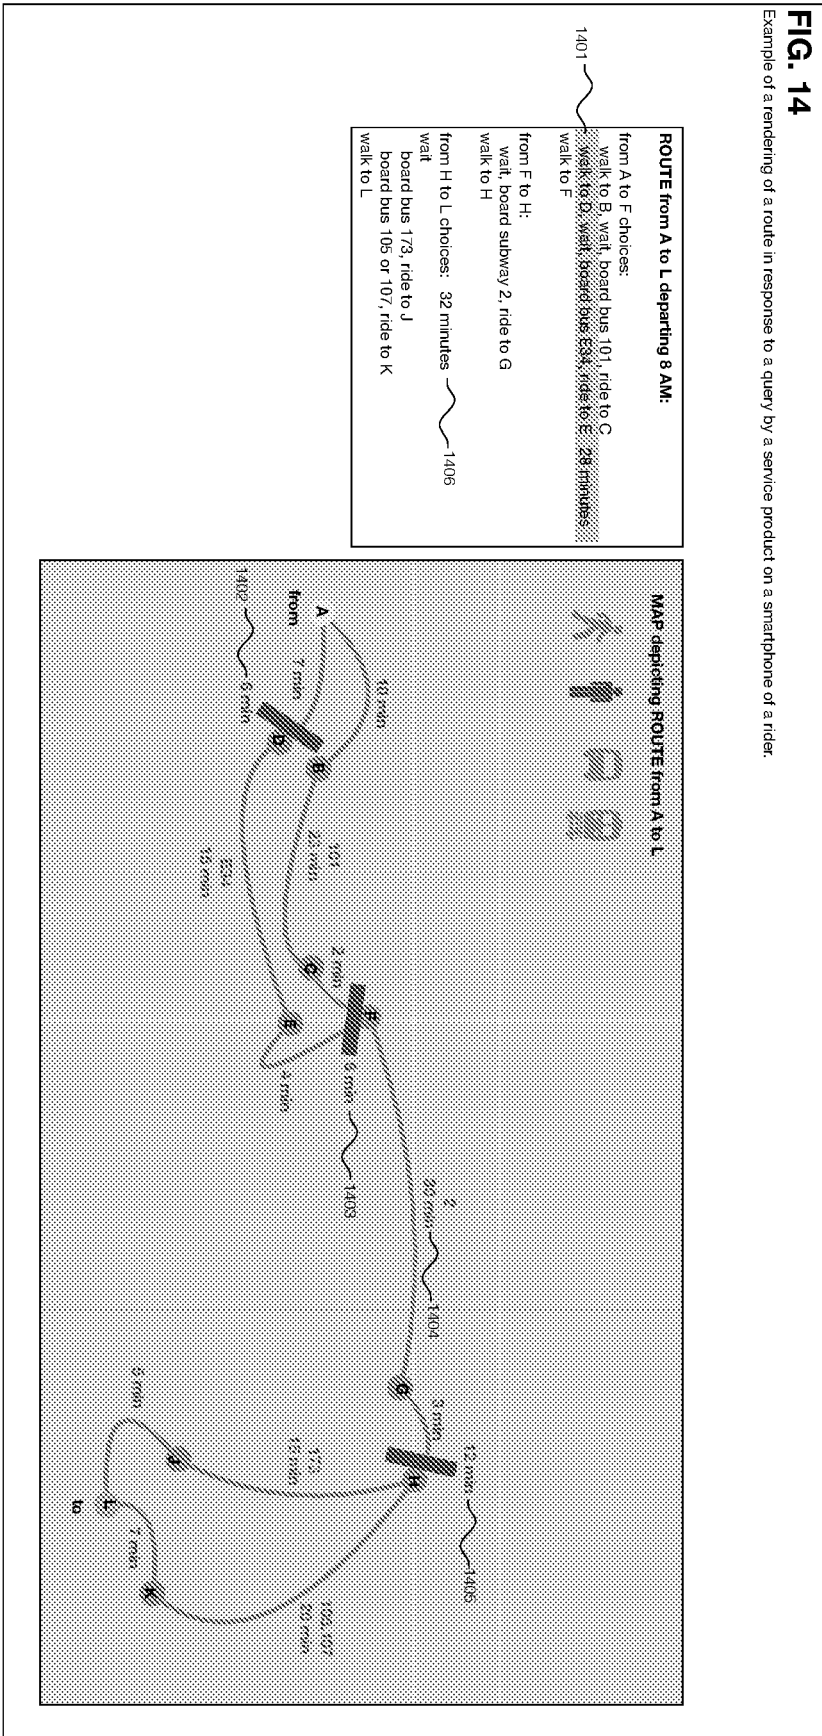 FIG. 14
Example of a rendering of a route in response to a query by a service product on a smartphone of a rider.
ROUTE from A to L departing 8 AM:
from A to F choices:
walk to B, wait, board bus 101, ride to C
walk to D, wait, board bus E34, ride to E 28 minutes
walk to F
from F to H:
wait, board subway 2, ride to G
walk to H
from H to L choices: 32 minutes
wait
board bus 173, ride to J
board bus 105 or 107, ride to K
walk to L
1401
1406
MAP depicting ROUTE from A to L
A
from
10 min
7 min
1402
6 min
D
B
101
23 min
E34
15 min
C
2 min
F
E
4 min
6 min
1403
2
30 min
1404
G
3 min
12 min
1405
H
173
15 min
J
5 min
L
to
7 min
K
20 min